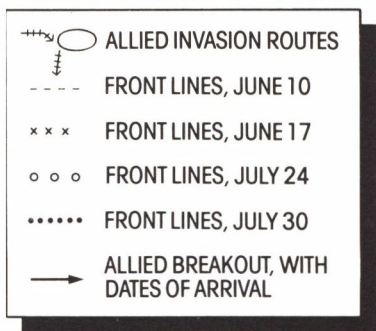 ALLIED INVASION ROUTES
FRONT LINES, JUNE 10
FRONT LINES, JUNE 17
FRONT LINES, JULY 24
FRONT LINES, JULY 30
ALLIED BREAKOUT, WITH
DATES OF ARRIVAL